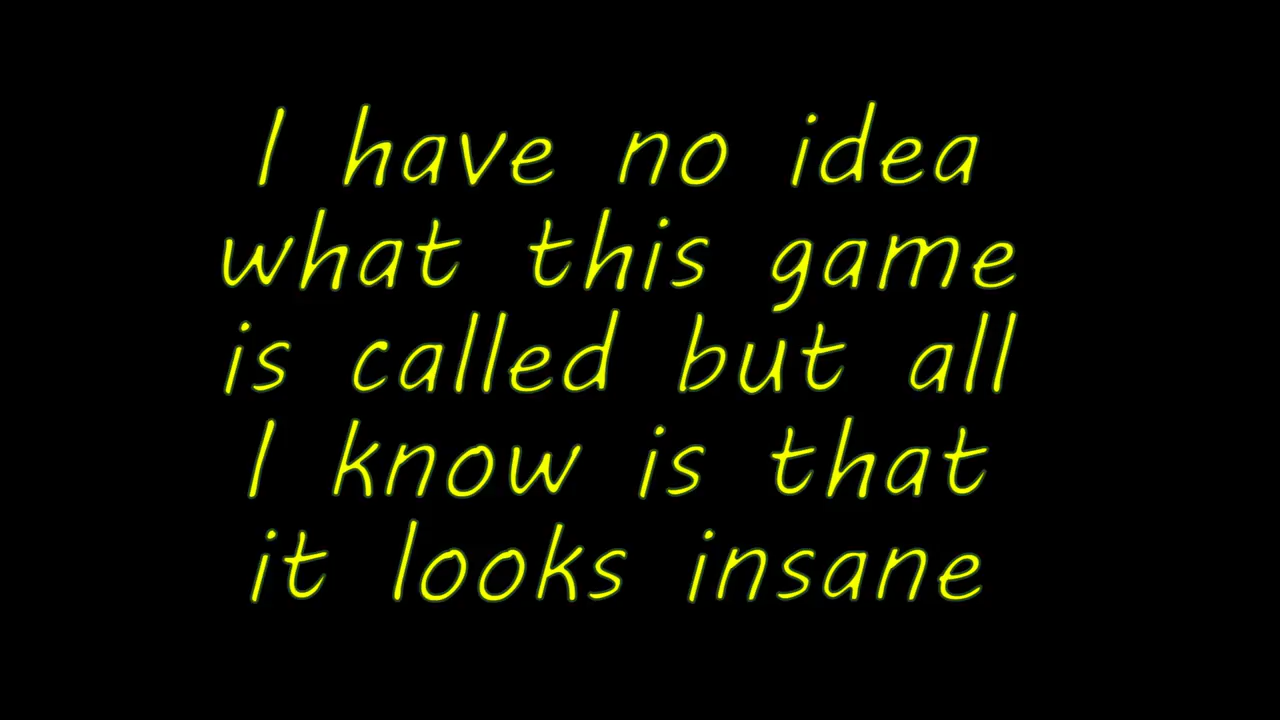 I have no idea
what this game
is called but all
I know is that
it looks insane